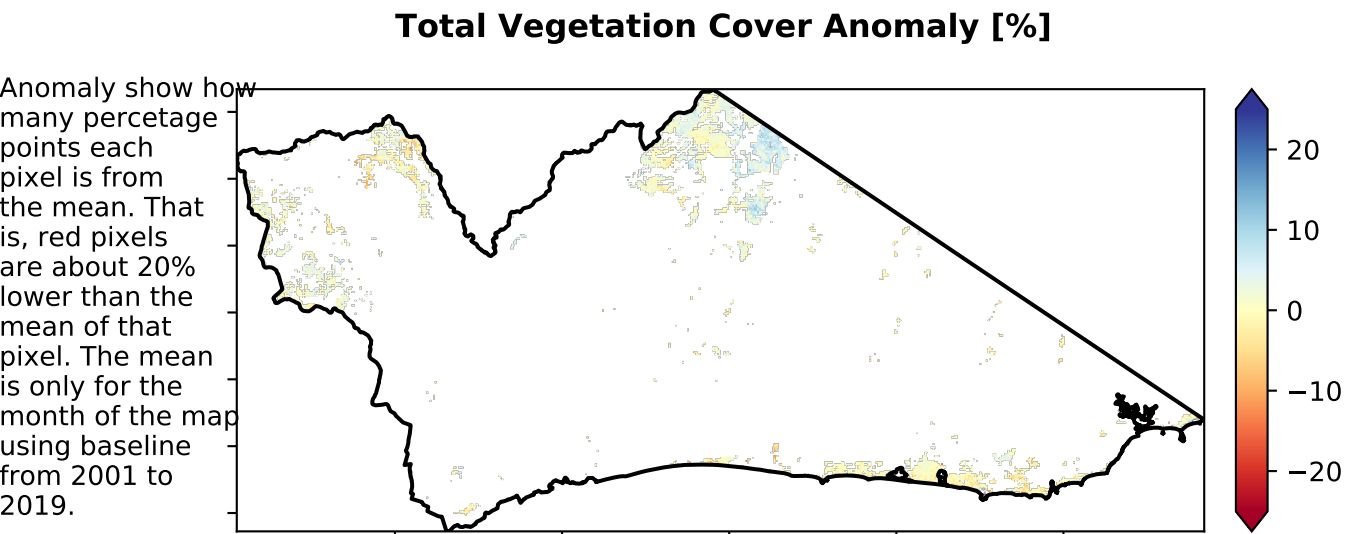 Total Vegetation Cover Anomaly [%]
Anomaly show how
many percetage
points each
pixel is from
the mean. That
is, red pixels
are about 20%
lower than the
mean of that
pixel. The mean
is only for the
month of the map
using baseline
from 2001 to
2019.
20
10
0
−10
−20